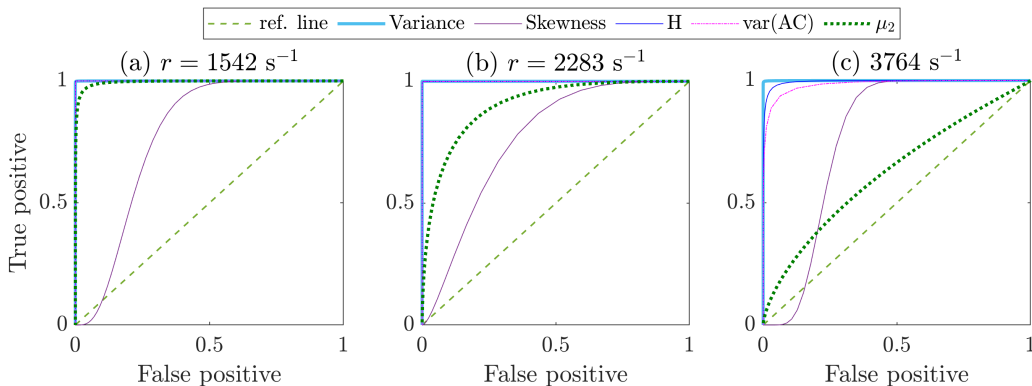 ref. line Variance Skewness H var(AC) μ₂
(a) r = 1542 s⁻¹ (b) r = 2283 s⁻¹ (c) 3764 s⁻¹
1 1 1
0.5 0.5 0.5
0 0 0
0 0.5 1 0 0.5 1 0 0.5 1
True positive
False positive False positive False positive